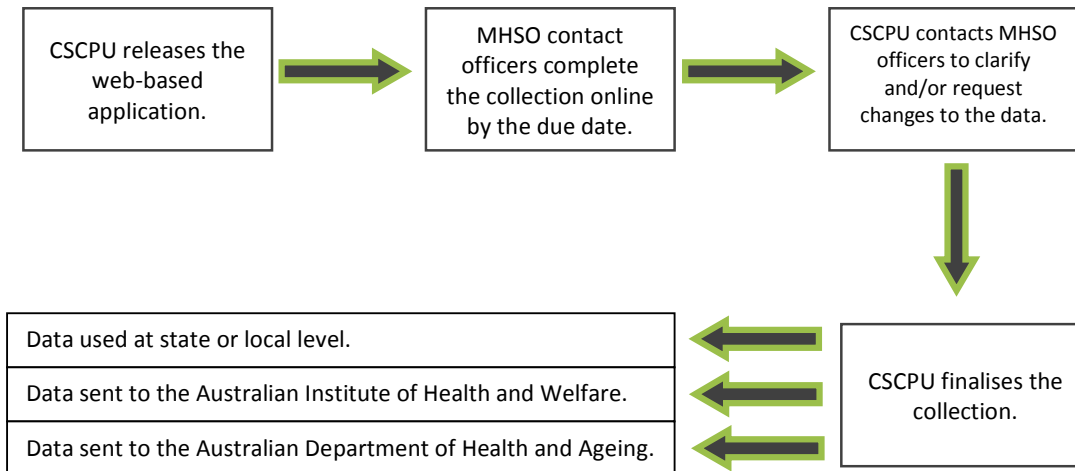 CSCPU releases the
web-based
application.
MHSO contact
officers complete
the collection online
by the due date.
CSCPU contacts MHSO
officers to clarify
and/or request
changes to the data.
CSCPU finalises the
collection.
Data used at state or local level.
Data sent to the Australian Institute of Health and Welfare.
Data sent to the Australian Department of Health and Ageing.